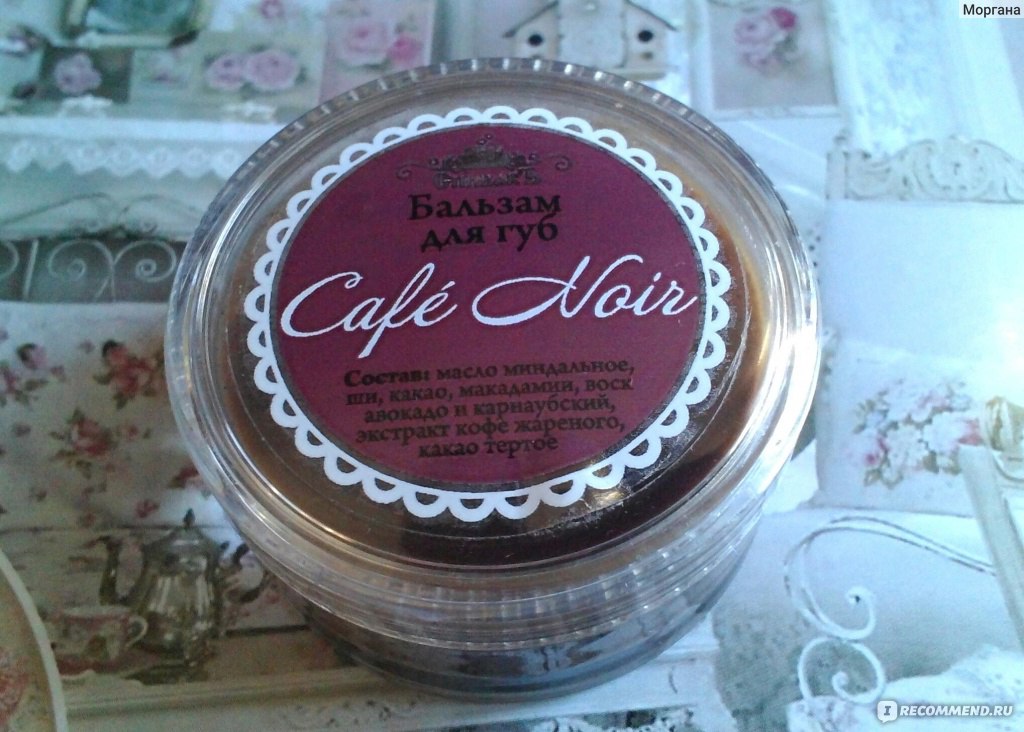 Моргана
Бальзам
для губ
Café Noir
Состав: масло миндальное,
ши, какао, макадамии, воск
авокадо и карнаубский,
экстракт кофе жареного,
какао тертое
I RECOMMEND.RU